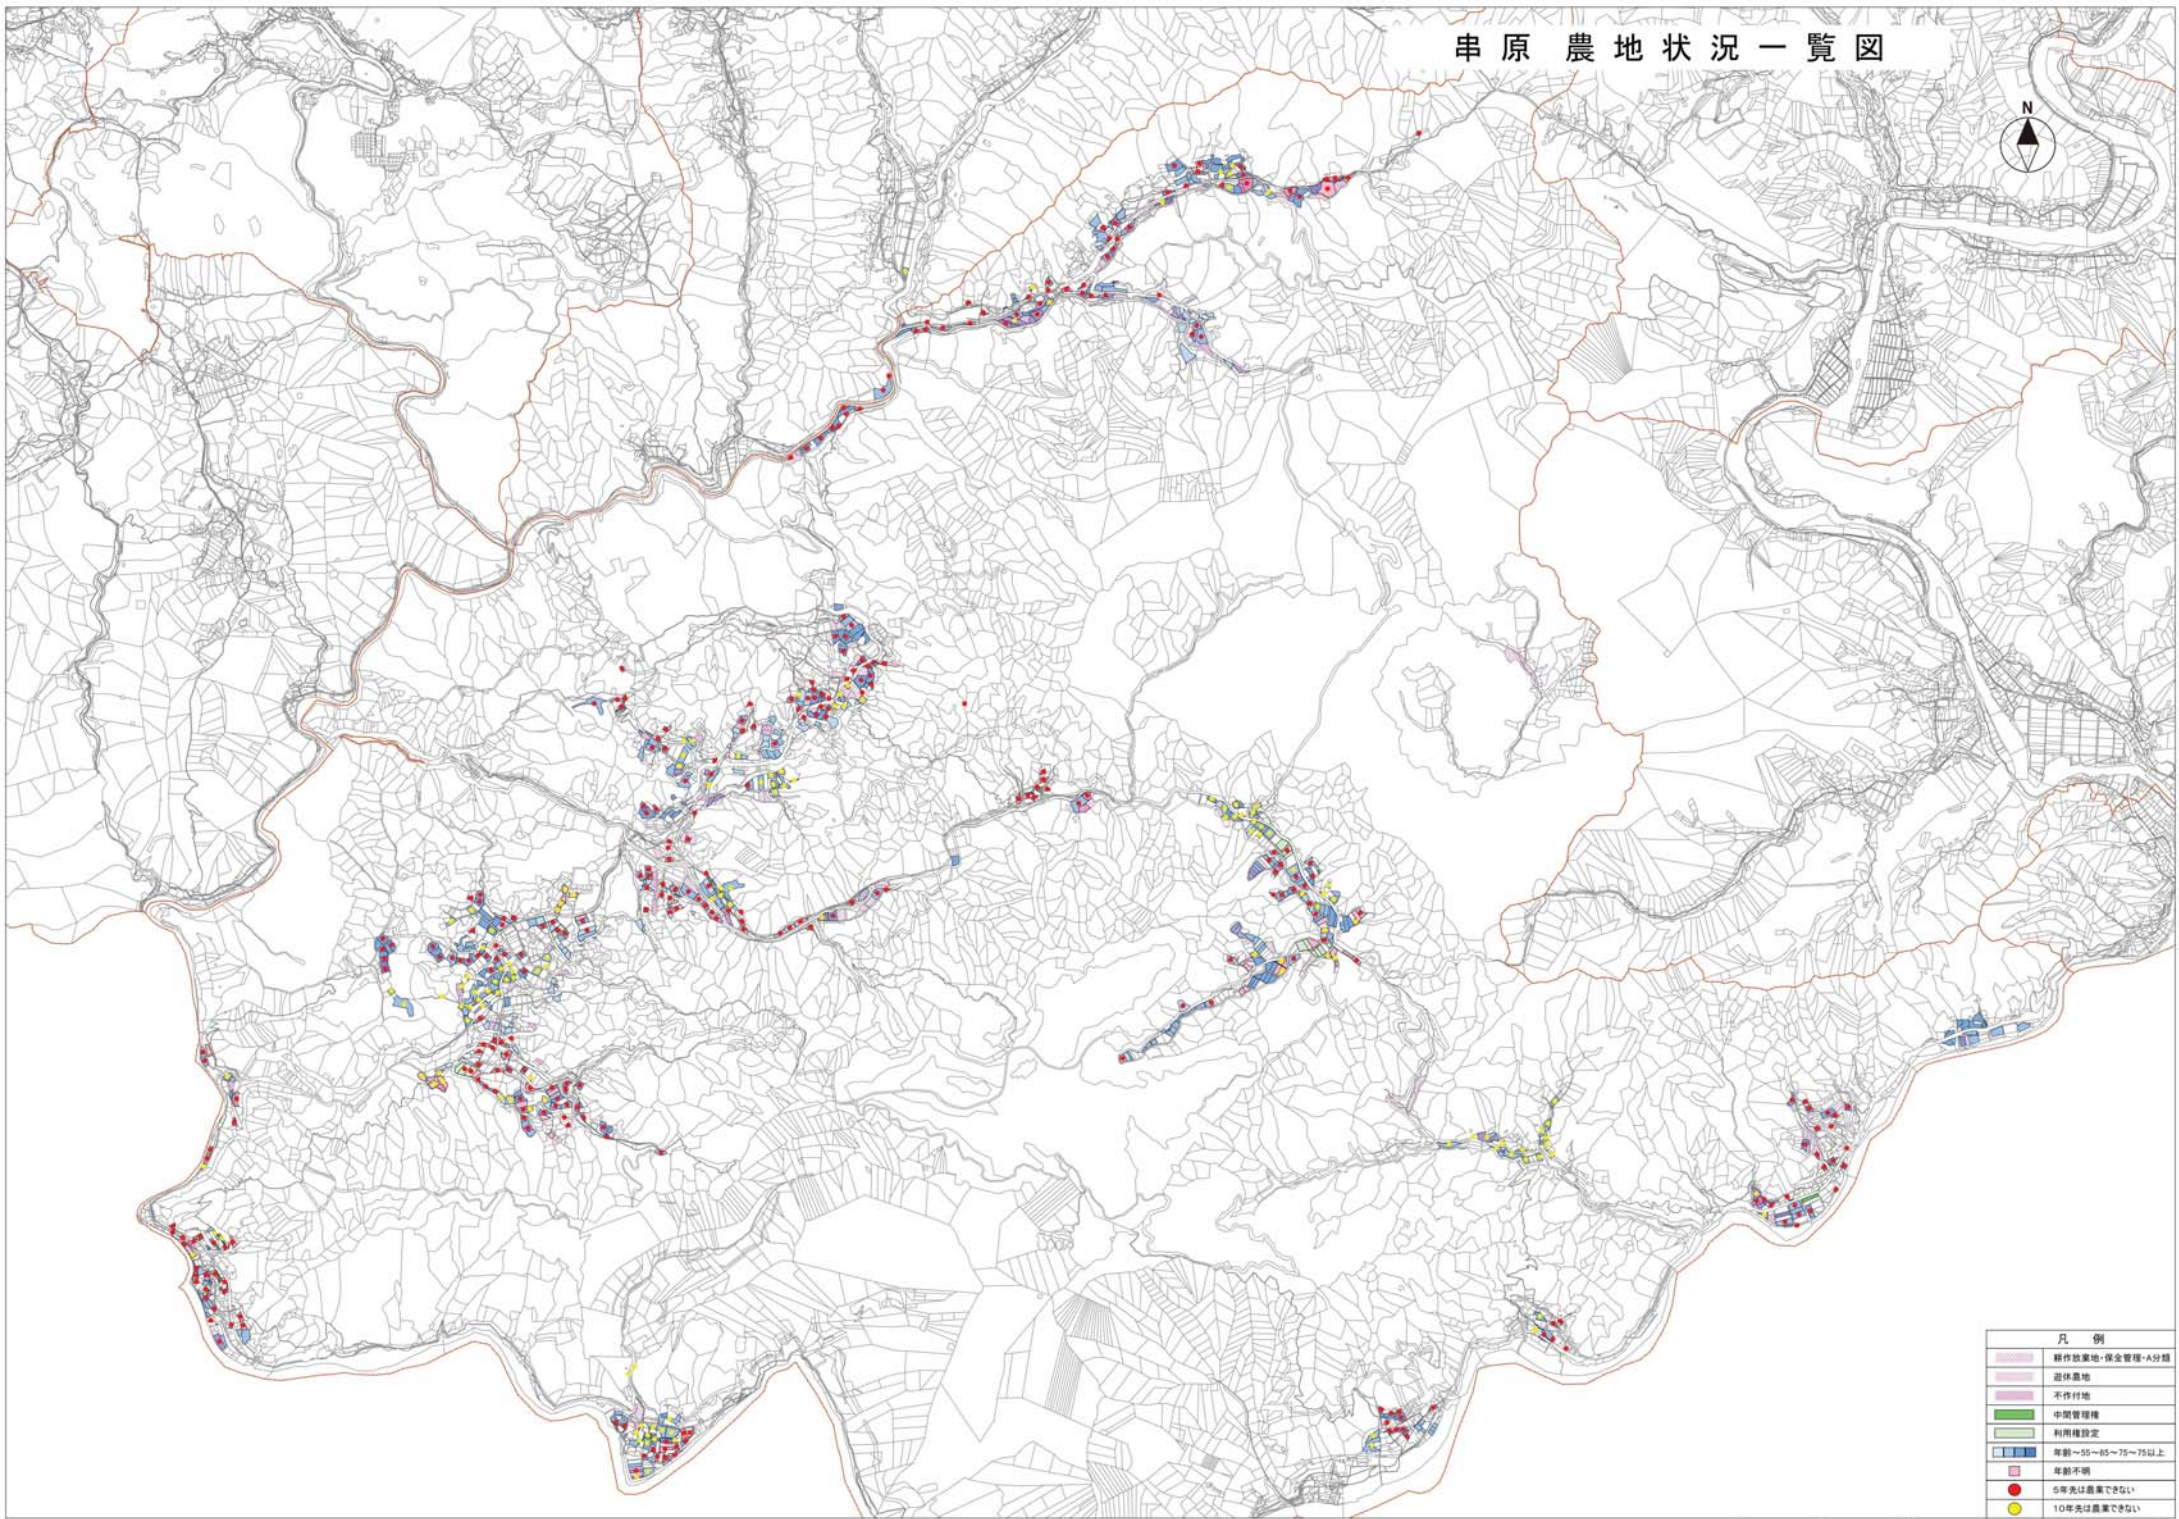 串原 農地状況一覧図
N
凡 例
耕作放棄地・保全管理・A分類
遊休農地
不作付地
中間管理権
利用権設定
年齢～55～65～75～75以上
年齢不明
5年先は農業できない
10年先は農業できない